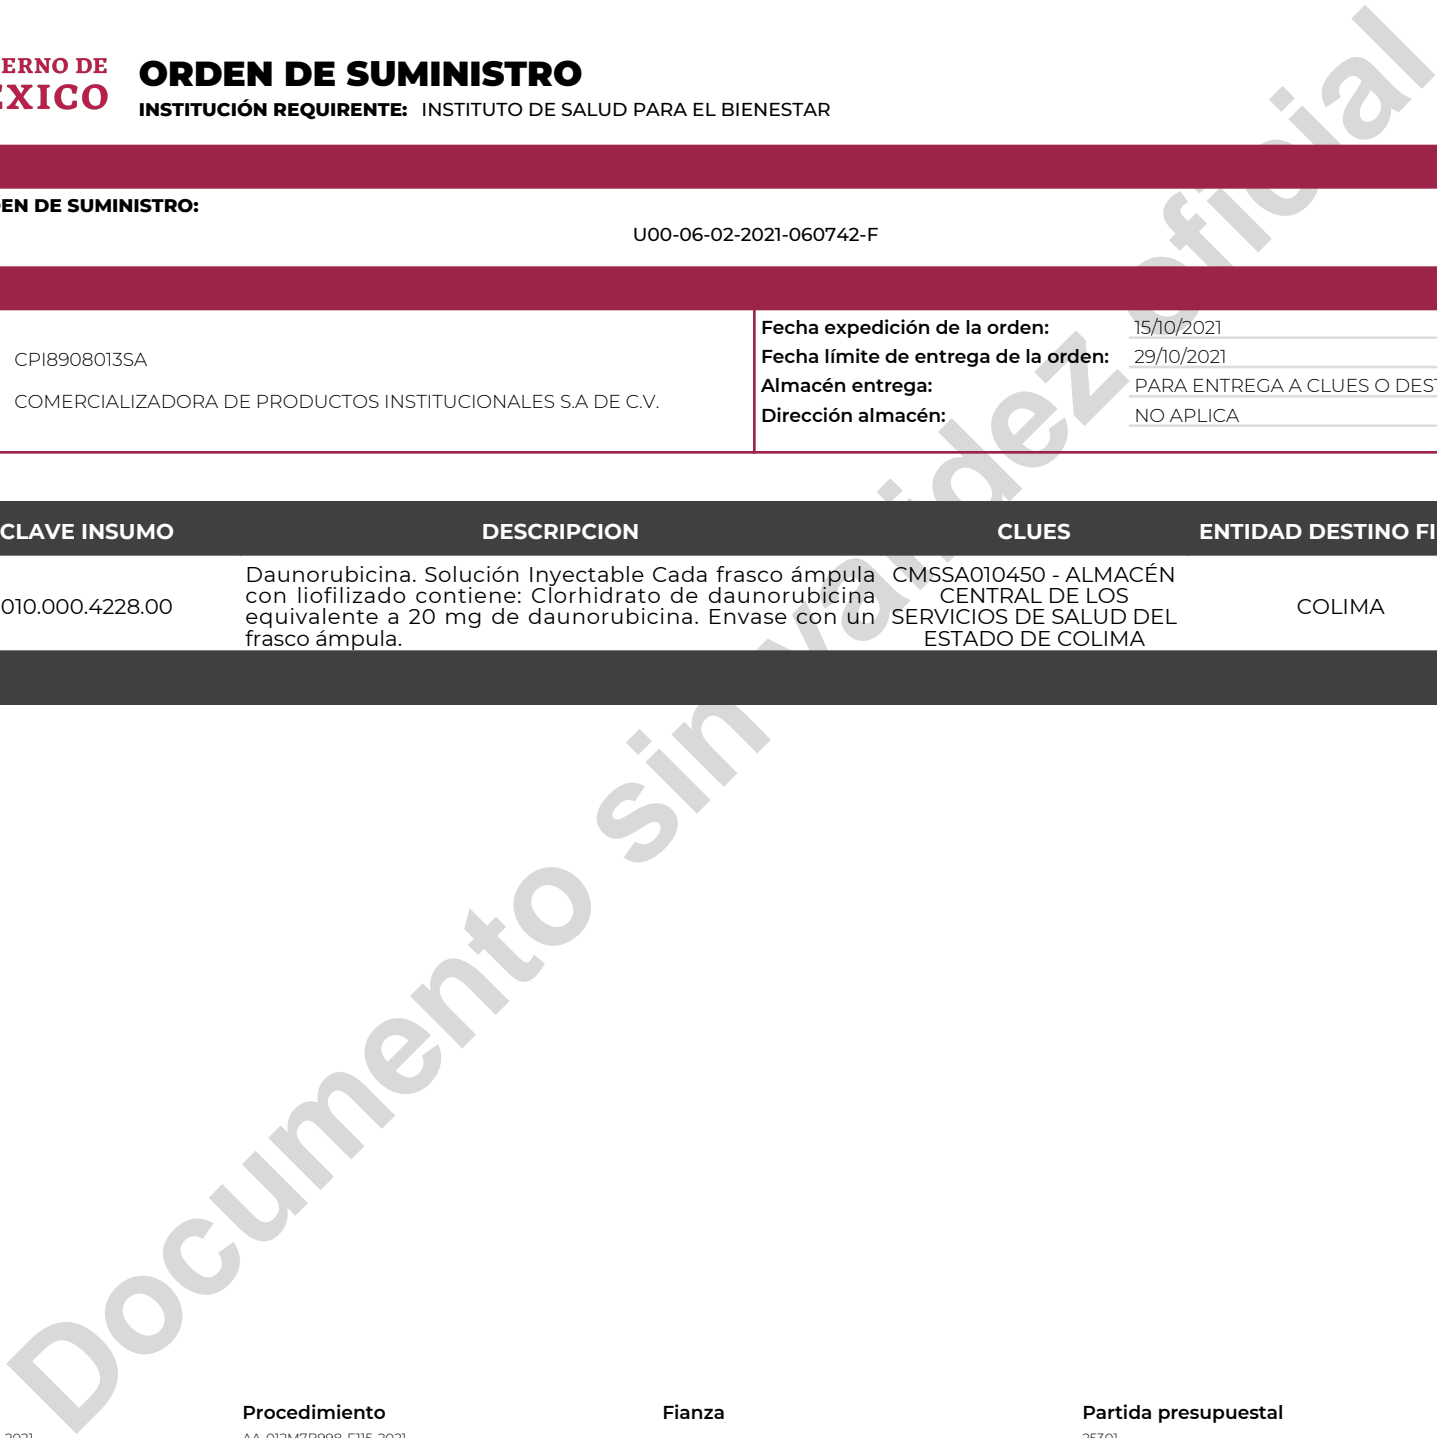 ERNO DE
EXICO
ORDEN DE SUMINISTRO
INSTITUCIÓN REQUIRENTE: INSTITUTO DE SALUD PARA EL BIENESTAR
EN DE SUMINISTRO:
U00-06-02-2021-060742-F
CPI8908013SA
COMERCIALIZADORA DE PRODUCTOS INSTITUCIONALES S.A DE C.V.
Fecha expedición de la orden: 15/10/2021
Fecha límite de entrega de la orden: 29/10/2021
Almacén entrega: PARA ENTREGA A CLUES O DEST
Dirección almacén: NO APLICA
CLAVE INSUMO DESCRIPCION CLUES ENTIDAD DESTINO FI
010.000.4228.00
Daunorubicina. Solución Inyectable Cada frasco ámpula
con liofilizado contiene: Clorhidrato de daunorubicina
equivalente a 20 mg de daunorubicina. Envase con un
frasco ámpula.
CMSSA010450 - ALMACÉN
CENTRAL DE LOS
SERVICIOS DE SALUD DEL
ESTADO DE COLIMA
COLIMA
Documento sin validez oficial
Procedimiento Fianza Partida presupuestal